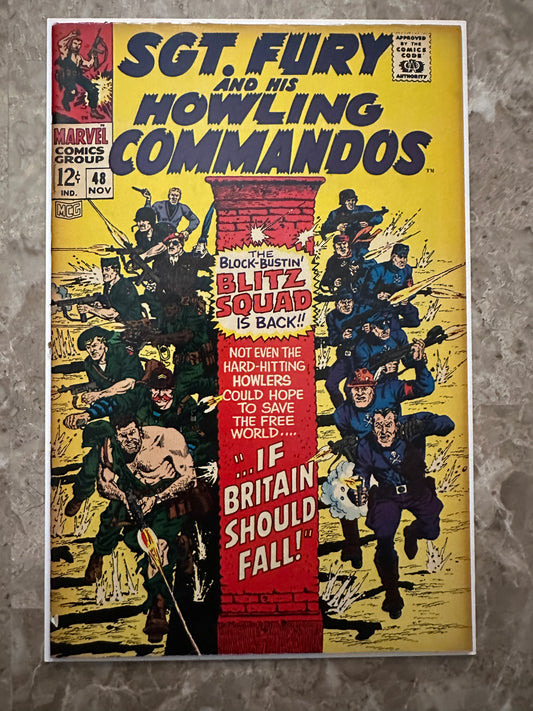 SGT. FURY
AND HIS
HOWLING
COMMANDOS
TM
APPROVED
BY THE
COMICS
CODE
AUTHORITY
MARVEL
COMICS
GROUP
12¢
IND.
48
NOV
MCG
THE
BLOCK-BUSTIN'
BLITZ
SQUAD
IS BACK!!
NOT EVEN THE
HARD-HITTING
HOWLERS
COULD HOPE
TO SAVE
THE FREE
WORLD....
"...IF
BRITAIN
SHOULD
FALL!"